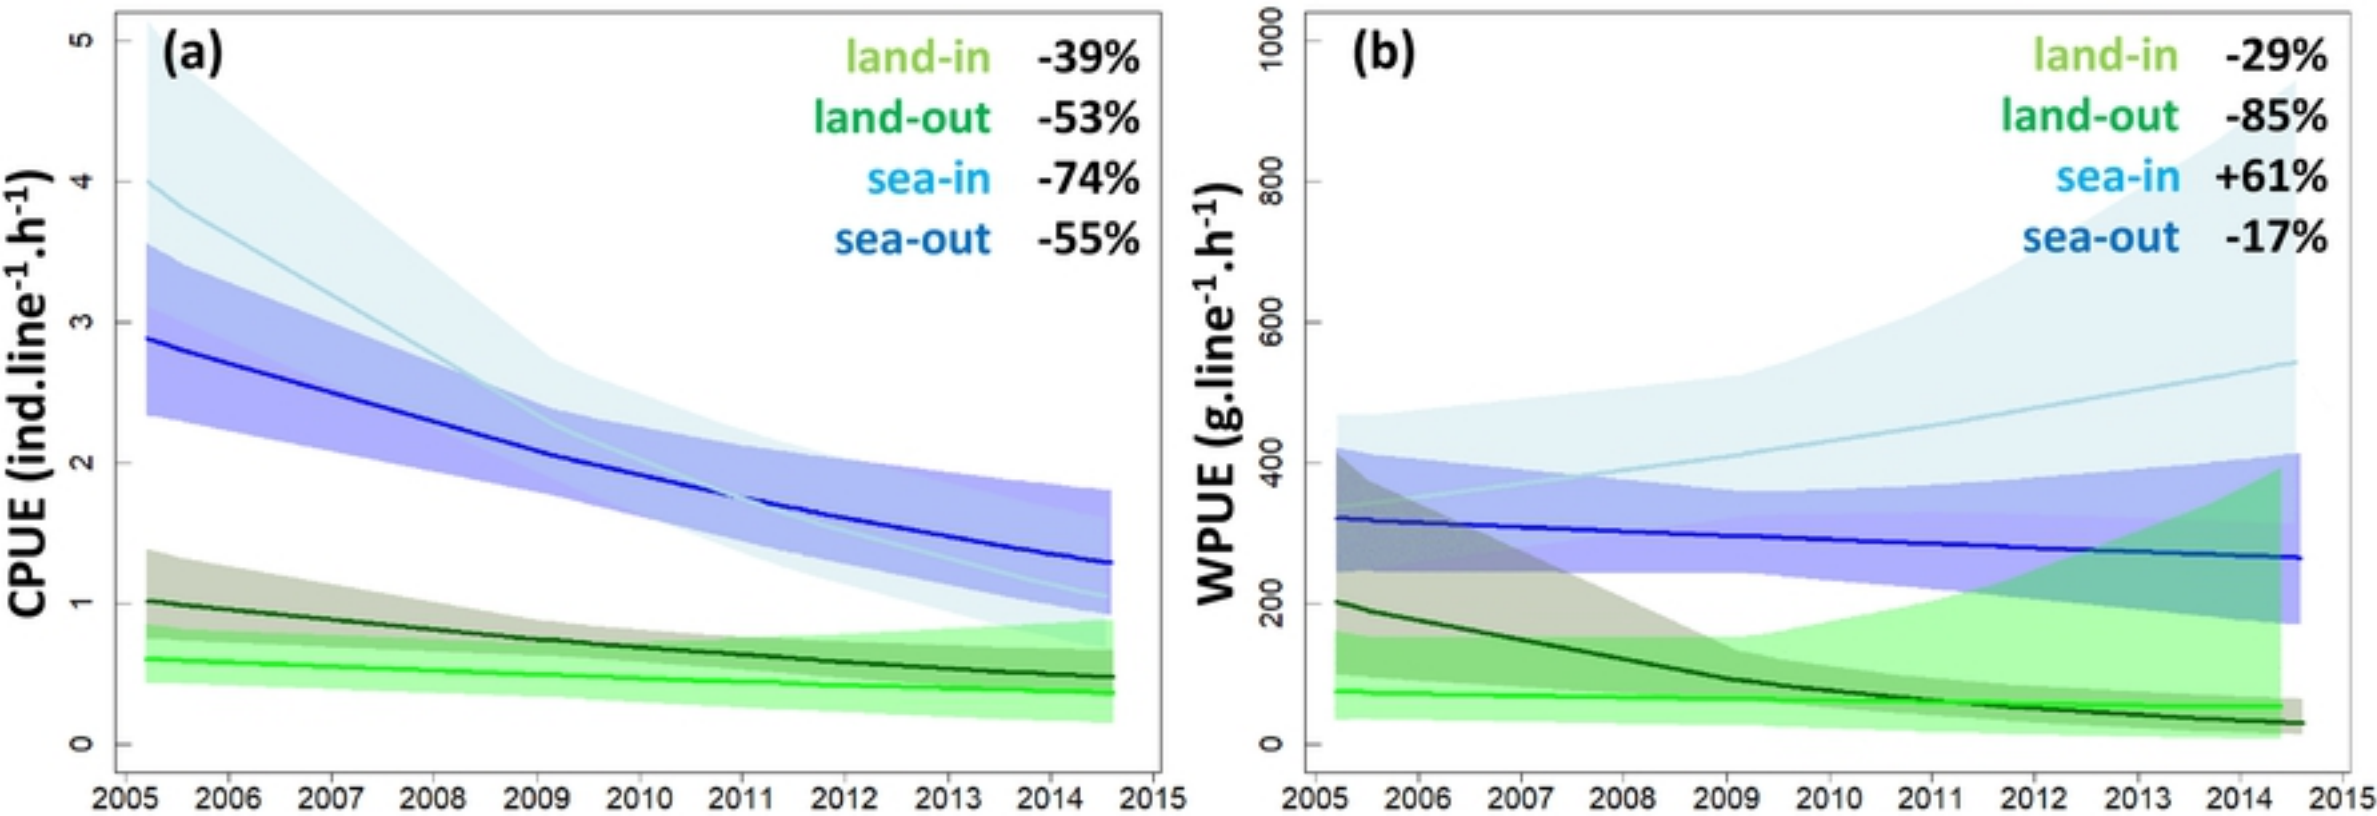 (a)
land-in -39%
land-out -53%
sea-in -74%
sea-out -55%
CPUE (ind.line⁻¹.h⁻¹)
5
4
3
2
1
0
2005 2006 2007 2008 2009 2010 2011 2012 2013 2014 2015
(b)
land-in -29%
land-out -85%
sea-in +61%
sea-out -17%
WPUE (g.line⁻¹.h⁻¹)
1000
800
600
400
200
0
2005 2006 2007 2008 2009 2010 2011 2012 2013 2014 2015